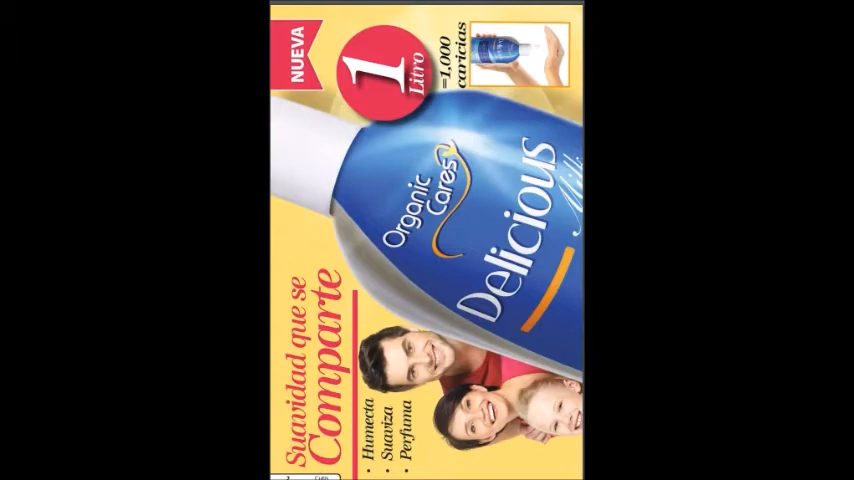 NUEVA
1
Litro
=1,000
caricias
Organic
Cares
Delicious
Milk
Suavidad que se
Comparte
· Humecta
· Suaviza
· Perfuma